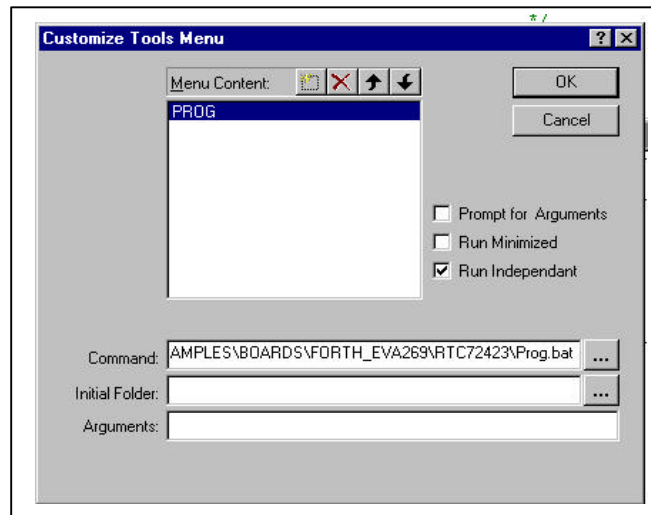 */
Customize Tools Menu
Menu Content:
OK
PROG
Cancel
Prompt for Arguments
Run Minimized
Run Independant
Command: AMPLES\BOARDS\FORTH_EVA269\RTC72423\Prog.bat ...
Initial Folder: ...
Arguments: